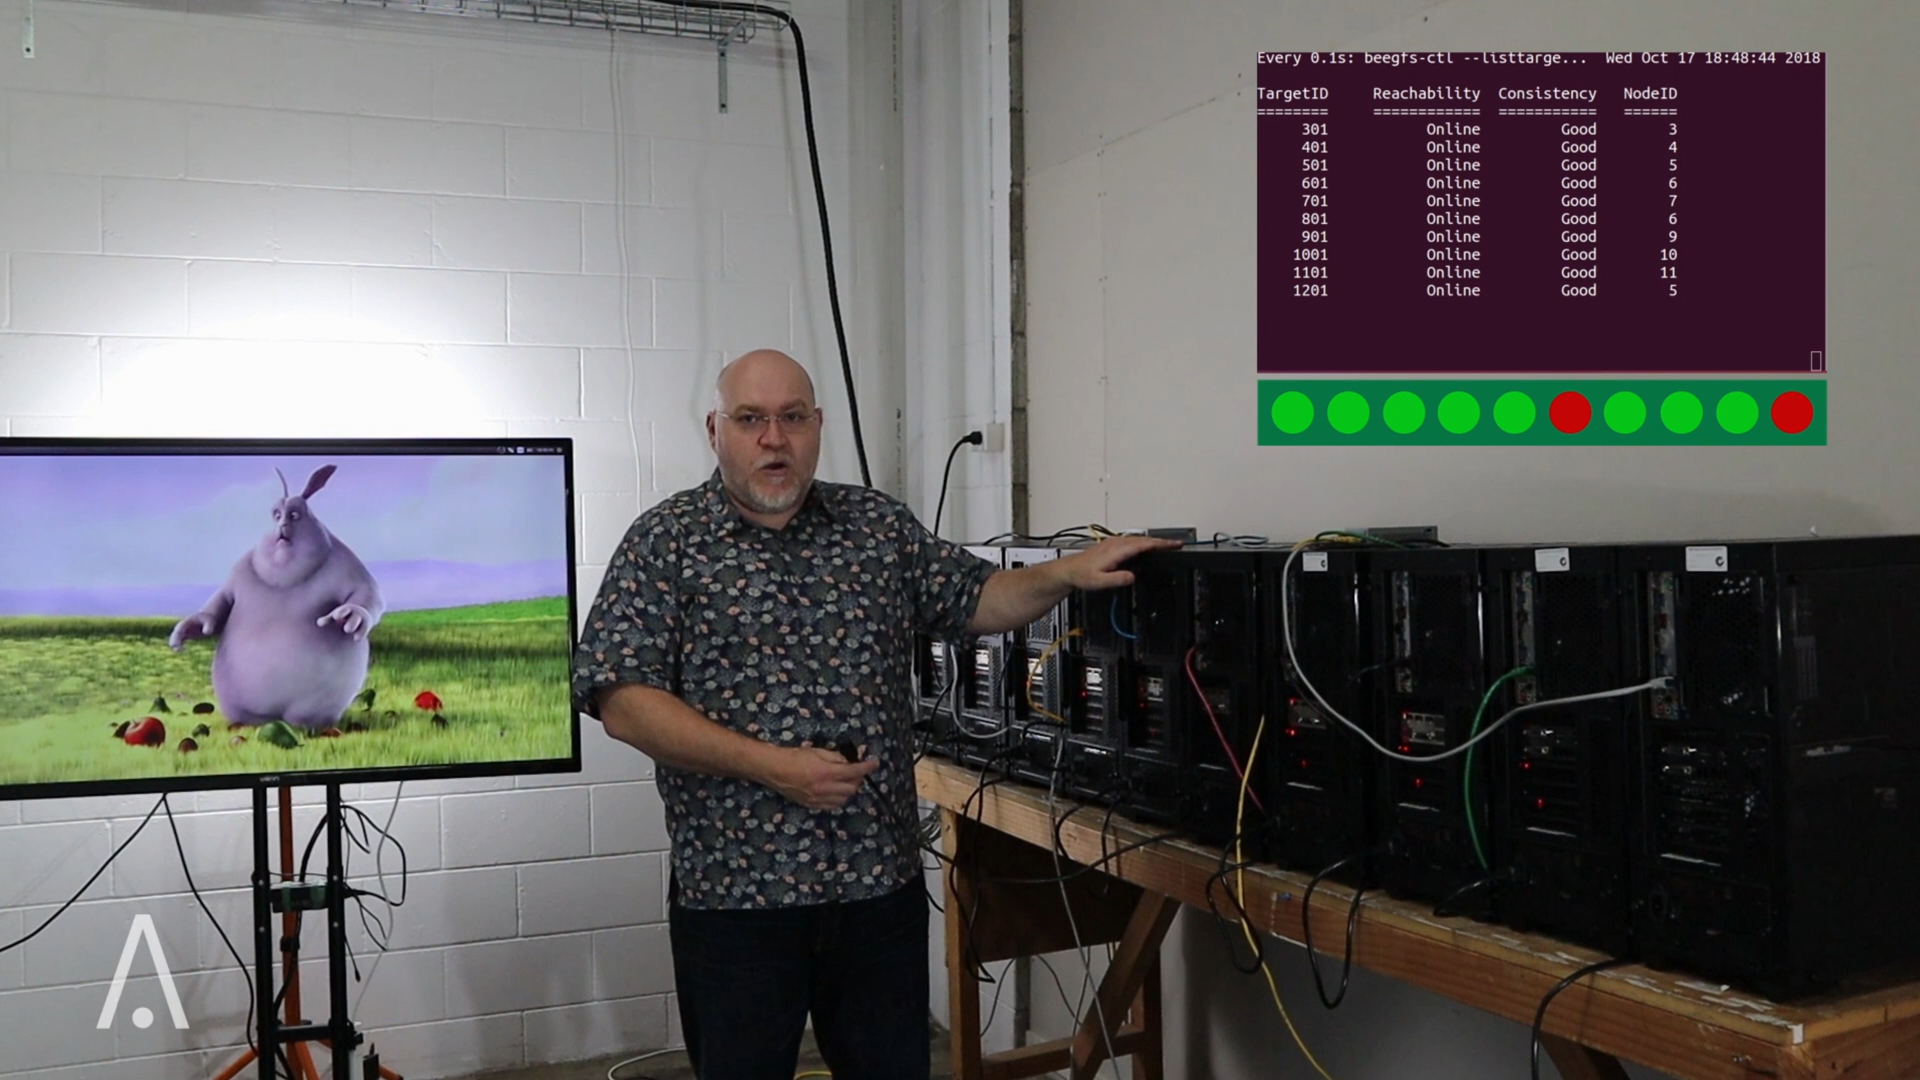 Every 0.1s: beegfs-ctl --listtarge... Wed Oct 17 18:48:44 2018
TargetID Reachability Consistency NodeID
======== ============ =========== ======
301 Online Good 3
401 Online Good 4
501 Online Good 5
601 Online Good 6
701 Online Good 7
801 Online Good 6
901 Online Good 9
1001 Online Good 10
1101 Online Good 11
1201 Online Good 5